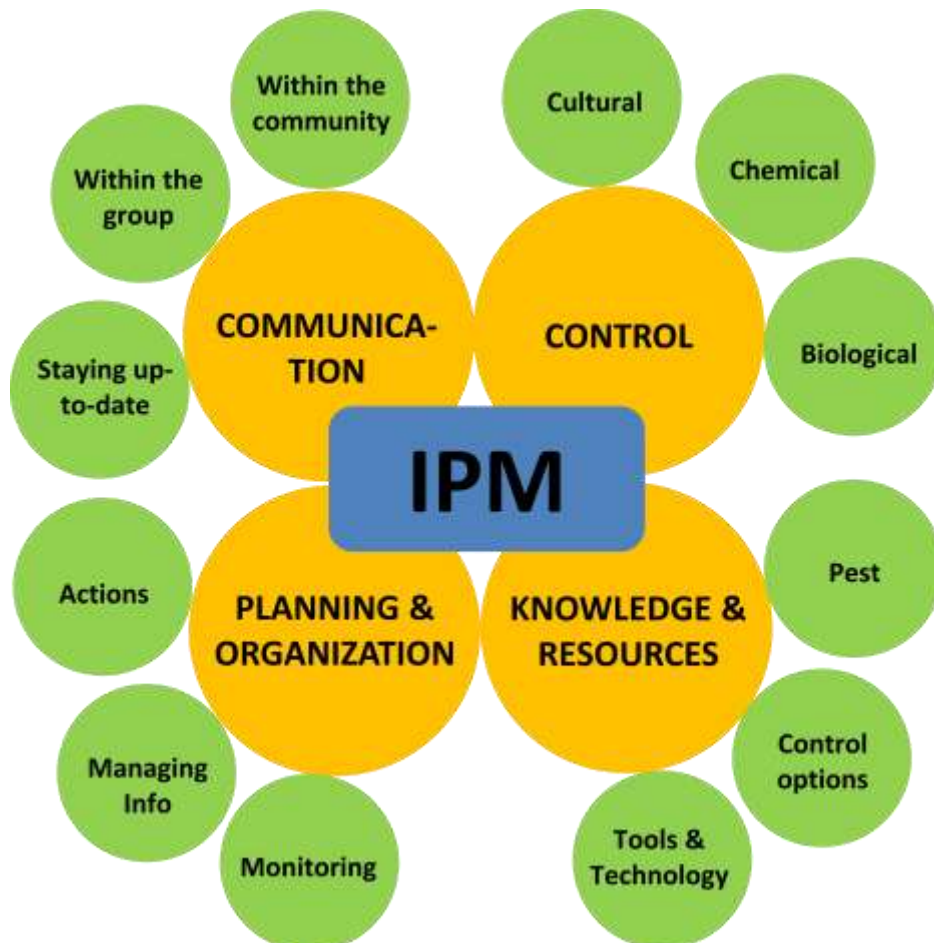 Within the
community
Cultural
Within the
group
Chemical
COMMUNICA-
TION
CONTROL
Staying up-
to-date
Biological
IPM
Actions
PLANNING &
ORGANIZATION
KNOWLEDGE &
RESOURCES
Pest
Managing
Info
Control
options
Monitoring
Tools &
Technology